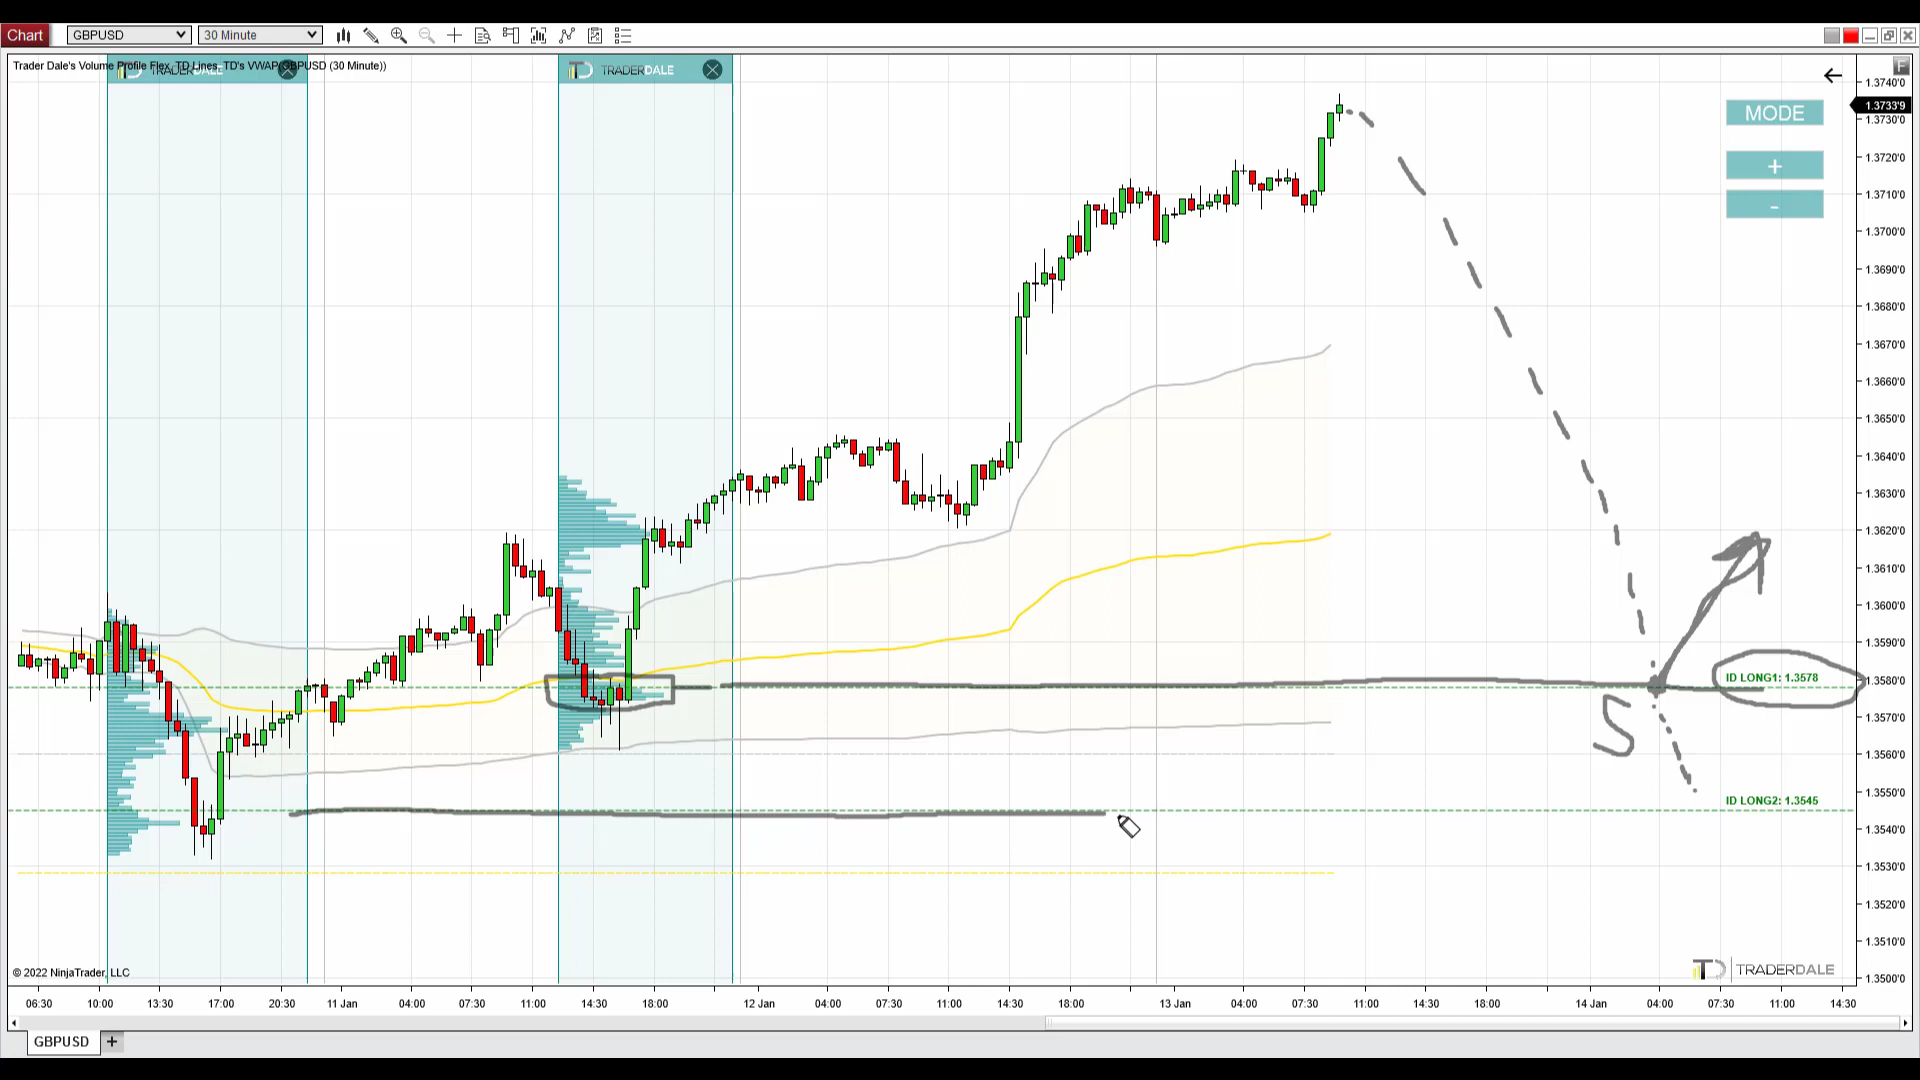 Chart GBPUSD 30 Minute
Trader Dale's Volume Profile Flex, TD Lines, TD's VWAP(GBPUSD (30 Minute))
TRADERDALE
TRADERDALE
F
MODE
+
-
1.3740'0
1.3733'9
1.3730'0
1.3720'0
1.3710'0
1.3700'0
1.3690'0
1.3680'0
1.3670'0
1.3660'0
1.3650'0
1.3640'0
1.3630'0
1.3620'0
1.3610'0
1.3600'0
1.3590'0
1.3580'0
1.3570'0
1.3560'0
1.3550'0
1.3540'0
1.3530'0
1.3520'0
1.3510'0
1.3500'0
ID LONG1: 1.3578
S
ID LONG2: 1.3545
© 2022 NinjaTrader, LLC
TRADERDALE
06:30 10:00 13:30 17:00 20:30 11 Jan 04:00 07:30 11:00 14:30 18:00 12 Jan 04:00 07:30 11:00 14:30 18:00 13 Jan 04:00 07:30 11:00 14:30 18:00 14 Jan 04:00 07:30 11:00 14:30
GBPUSD +